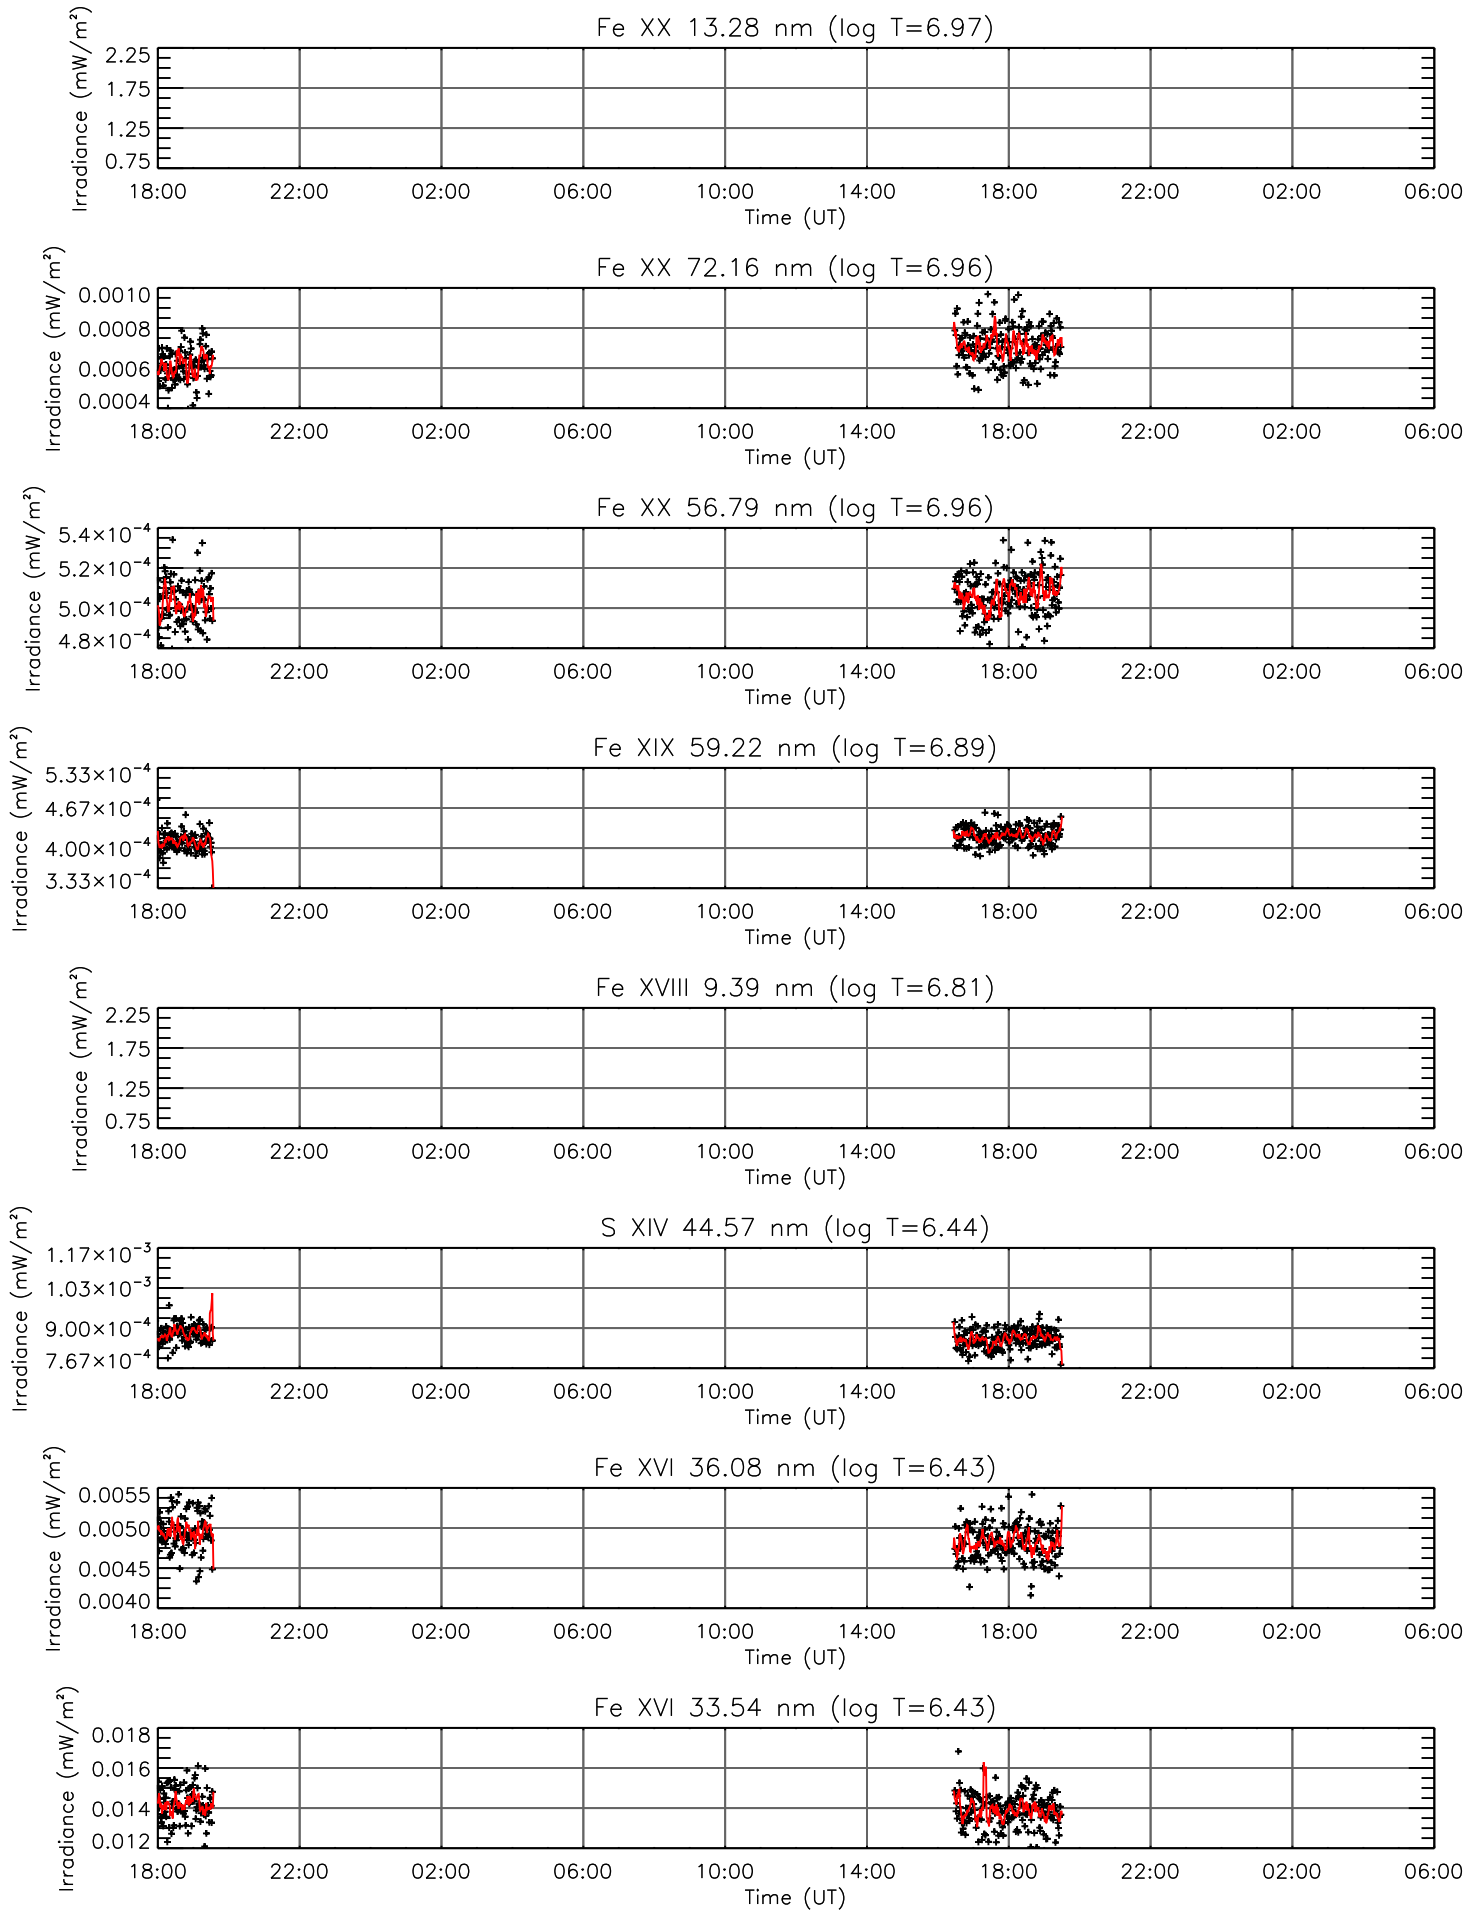 Fe XX 13.28 nm (log T=6.97)
Irradiance (mW/m²)
2.25
1.75
1.25
0.75
18:00 22:00 02:00 06:00 10:00 14:00 18:00 22:00 02:00 06:00
Time (UT)
Fe XX 72.16 nm (log T=6.96)
Irradiance (mW/m²)
0.0010
0.0008
0.0006
0.0004
18:00 22:00 02:00 06:00 10:00 14:00 18:00 22:00 02:00 06:00
Time (UT)
Fe XX 56.79 nm (log T=6.96)
Irradiance (mW/m²)
5.4×10⁻⁴
5.2×10⁻⁴
5.0×10⁻⁴
4.8×10⁻⁴
18:00 22:00 02:00 06:00 10:00 14:00 18:00 22:00 02:00 06:00
Time (UT)
Fe XIX 59.22 nm (log T=6.89)
Irradiance (mW/m²)
5.33×10⁻⁴
4.67×10⁻⁴
4.00×10⁻⁴
3.33×10⁻⁴
18:00 22:00 02:00 06:00 10:00 14:00 18:00 22:00 02:00 06:00
Time (UT)
Fe XVIII 9.39 nm (log T=6.81)
Irradiance (mW/m²)
2.25
1.75
1.25
0.75
18:00 22:00 02:00 06:00 10:00 14:00 18:00 22:00 02:00 06:00
Time (UT)
S XIV 44.57 nm (log T=6.44)
Irradiance (mW/m²)
1.17×10⁻³
1.03×10⁻³
9.00×10⁻⁴
7.67×10⁻⁴
18:00 22:00 02:00 06:00 10:00 14:00 18:00 22:00 02:00 06:00
Time (UT)
Fe XVI 36.08 nm (log T=6.43)
Irradiance (mW/m²)
0.0055
0.0050
0.0045
0.0040
18:00 22:00 02:00 06:00 10:00 14:00 18:00 22:00 02:00 06:00
Time (UT)
Fe XVI 33.54 nm (log T=6.43)
Irradiance (mW/m²)
0.018
0.016
0.014
0.012
18:00 22:00 02:00 06:00 10:00 14:00 18:00 22:00 02:00 06:00
Time (UT)